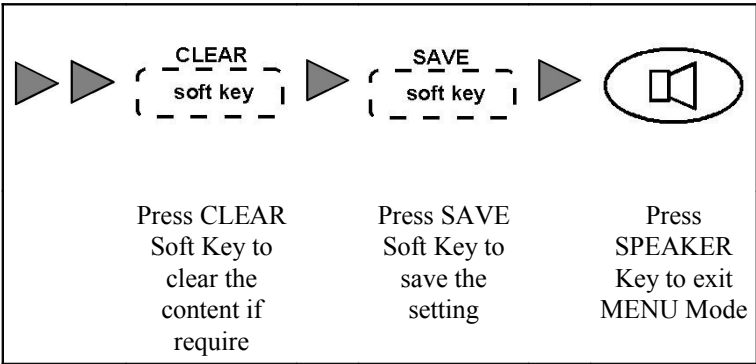 CLEAR
soft key
SAVE
soft key
Press CLEAR
Soft Key to
clear the
content if
require
Press SAVE
Soft Key to
save the
setting
Press
SPEAKER
Key to exit
MENU Mode